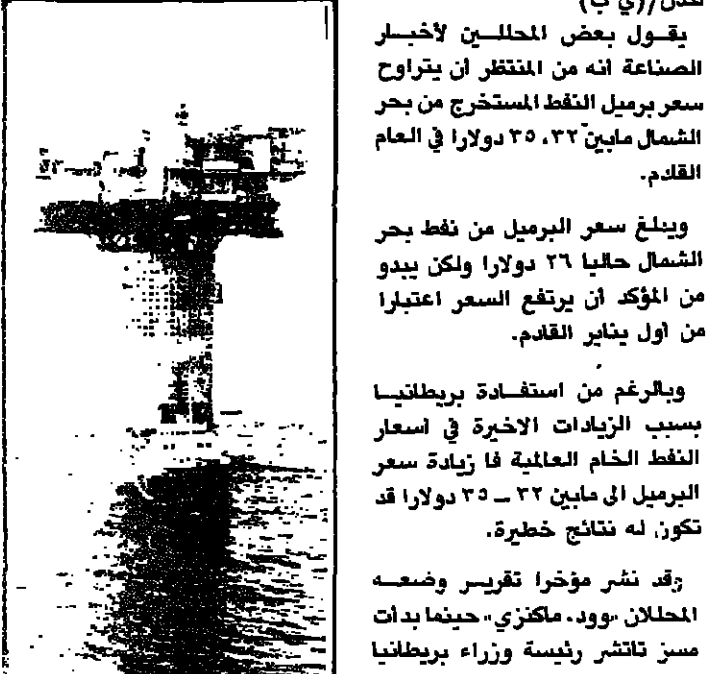 لندن/(ي ب)
يقول بعض المحللين لأخبار
الصناعة انه من المنتظر ان يتراوح
سعر برميل النفط المستخرج من بحر
الشمال مابين ٣٢، ٣٥ دولارا في العام
القادم.
ويبلغ سعر البرميل من نفط بحر
الشمال حاليا ٢٦ دولارا ولكن يبدو
من المؤكد أن يرتفع السعر اعتبارا
من أول يناير القادم.
وبالرغم من استفادة بريطانيا
بسبب الزيادات الاخيرة في اسعار
النفط الخام العالمية فا زيادة سعر
البرميل الى مابين ٣٢ ـ ٣٥ دولارا قد
تكون له نتائج خطيرة.
وقد نشر مؤخرا تقرير وضعه
المحللان «وود. ماكنزي» حينما بدأت
مسز تاتشر رئيسة وزراء بريطانيا